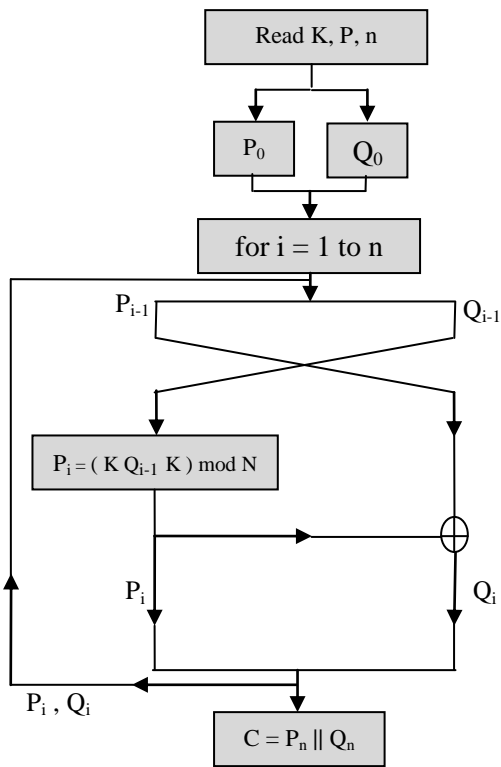 Read K, P, n
P₀
Q₀
for i = 1 to n
Pᵢ₋₁
Qᵢ₋₁
Pᵢ = ( K Qᵢ₋₁ K ) mod N
Pᵢ
Qᵢ
Pᵢ , Qᵢ
C = Pₙ || Qₙ